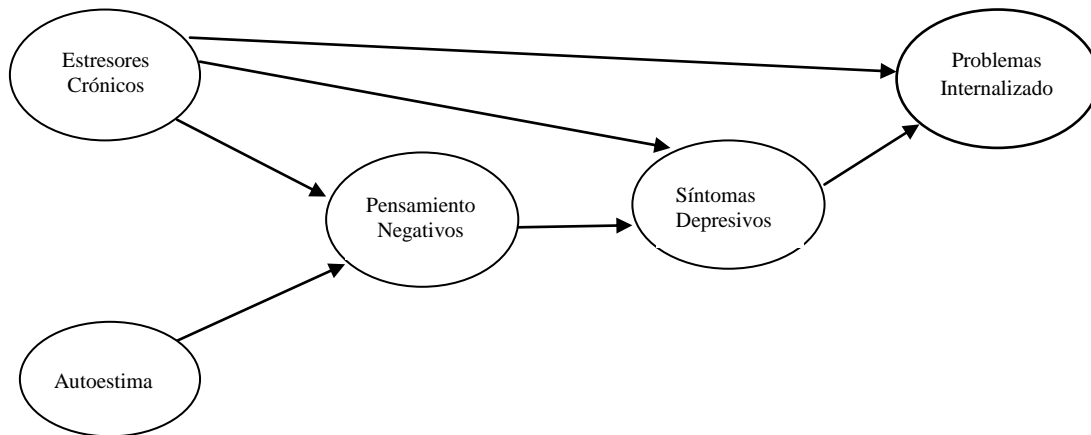 Estresores
Crónicos
Problemas
Internalizado
Pensamiento
Negativos
Síntomas
Depresivos
Autoestima